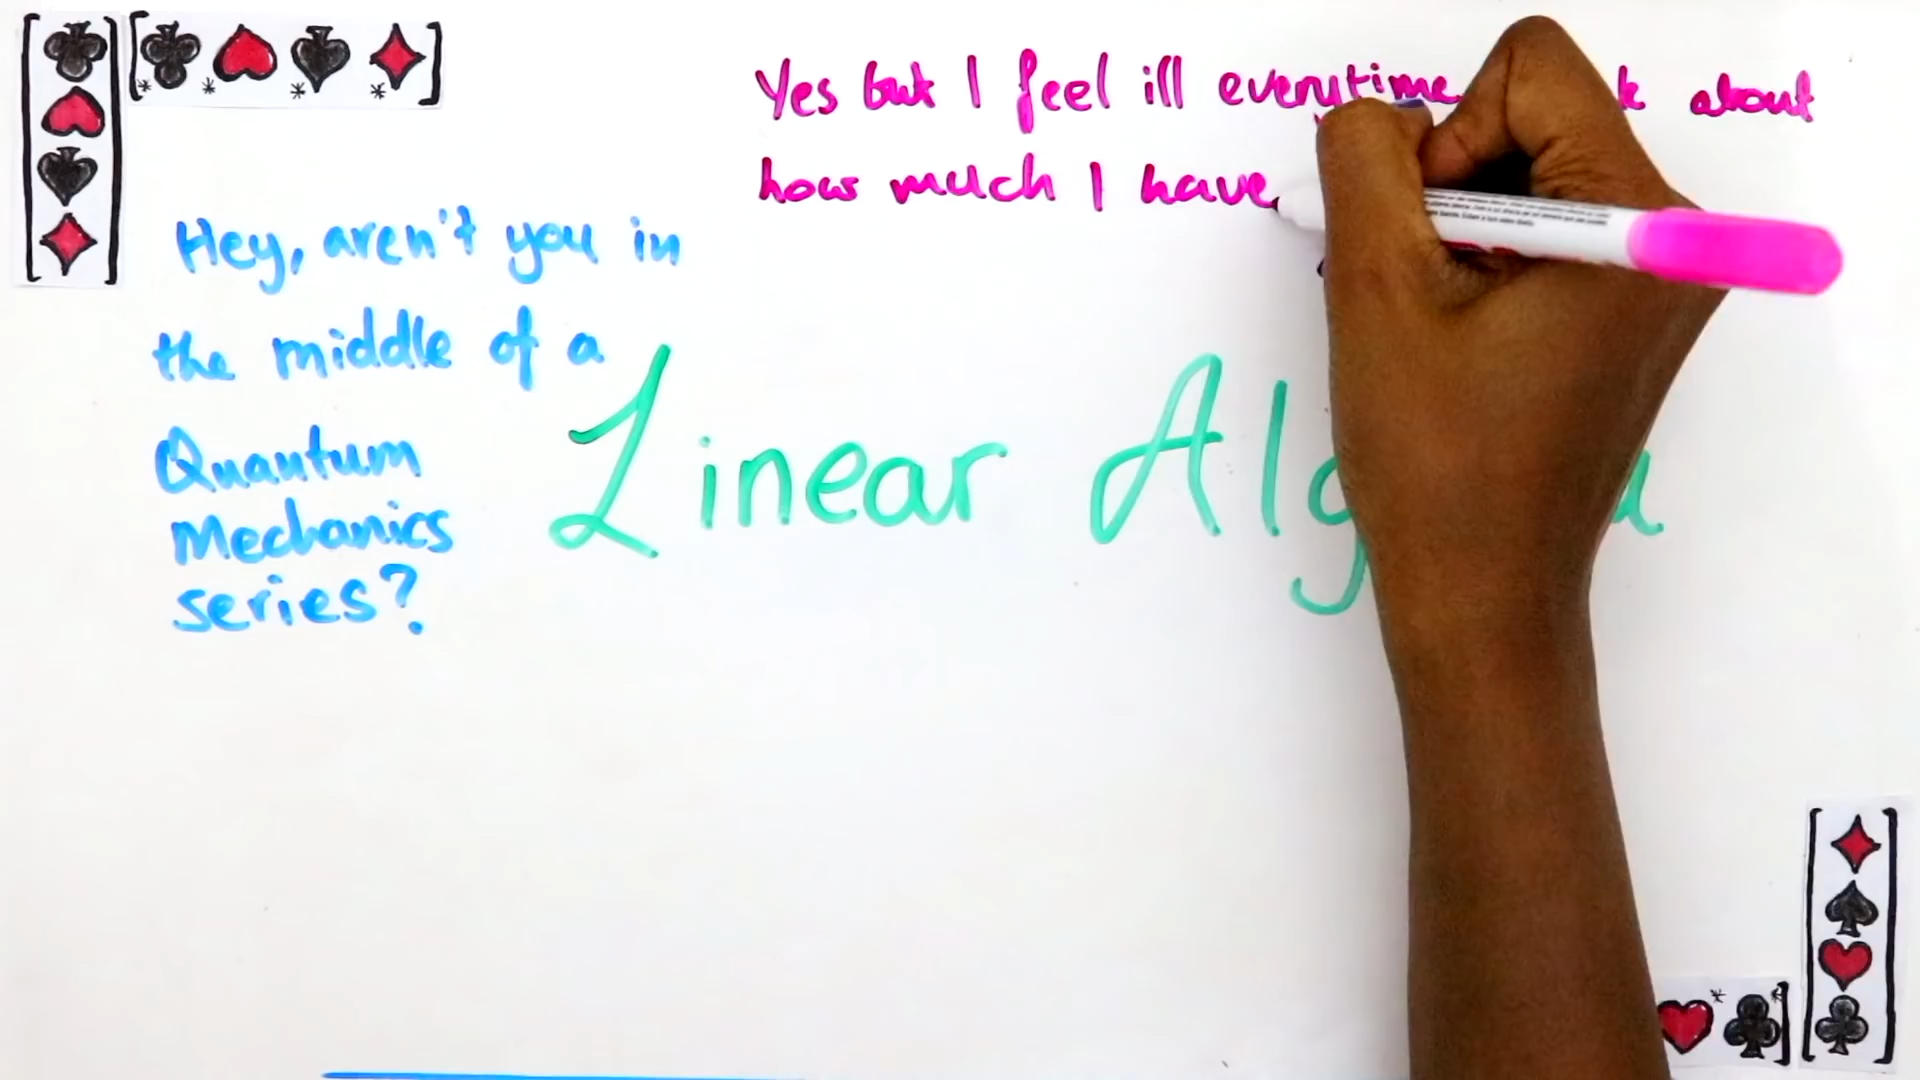 Yes but I feel ill everytime about
how much I have
Hey, aren't you in
the middle of a
Quantum
Mechanics
series?
Linear